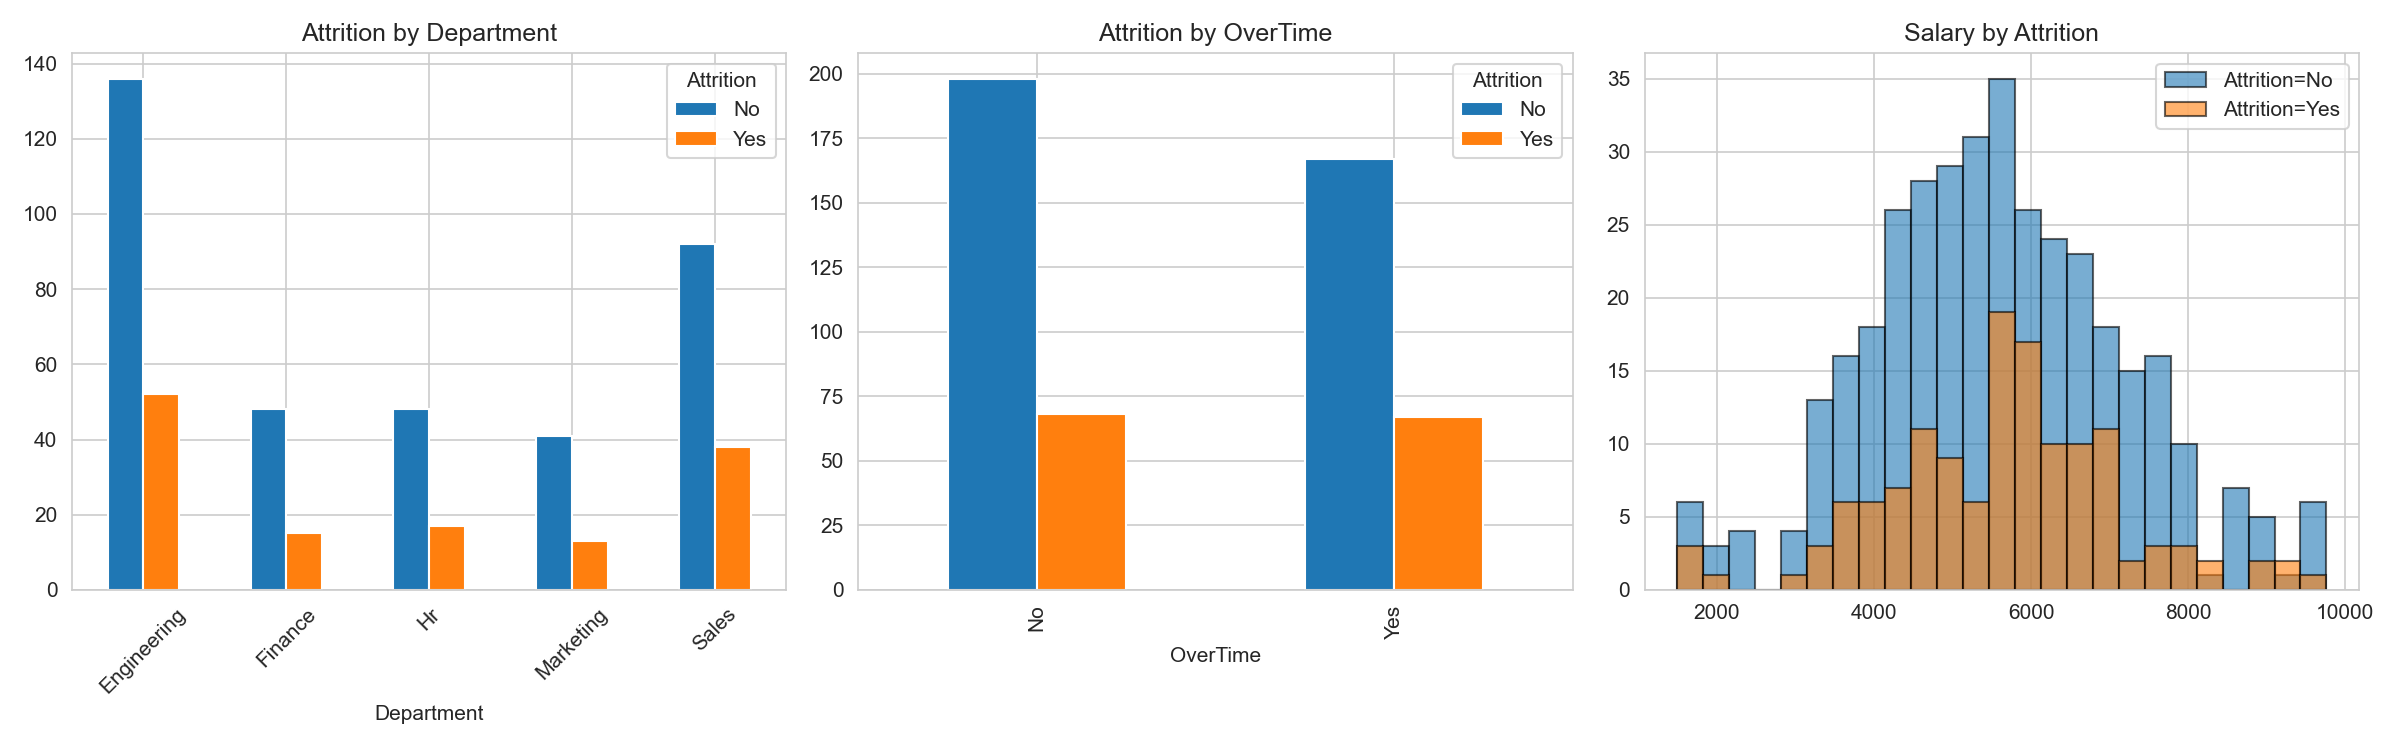 Attrition by Department
140
120
100
80
60
40
20
0
Attrition
No
Yes
Engineering
Finance
Hr
Marketing
Sales
Department
Attrition by OverTime
200
175
150
125
100
75
50
25
0
Attrition
No
Yes
No
Yes
OverTime
Salary by Attrition
35
30
25
20
15
10
5
0
Attrition=No
Attrition=Yes
2000
4000
6000
8000
10000